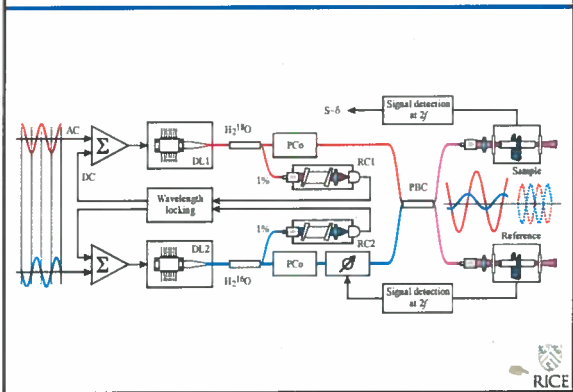 Signal detection
at 2f
S~δ
AC
Σ
H₂¹⁸O
PCo
DL1
RC1
1%
Sample
DC
PBC
Wavelength
locking
1%
RC2
DL2
Σ
PCo
H₂¹⁶O
Reference
Signal detection
at 2f
RICE